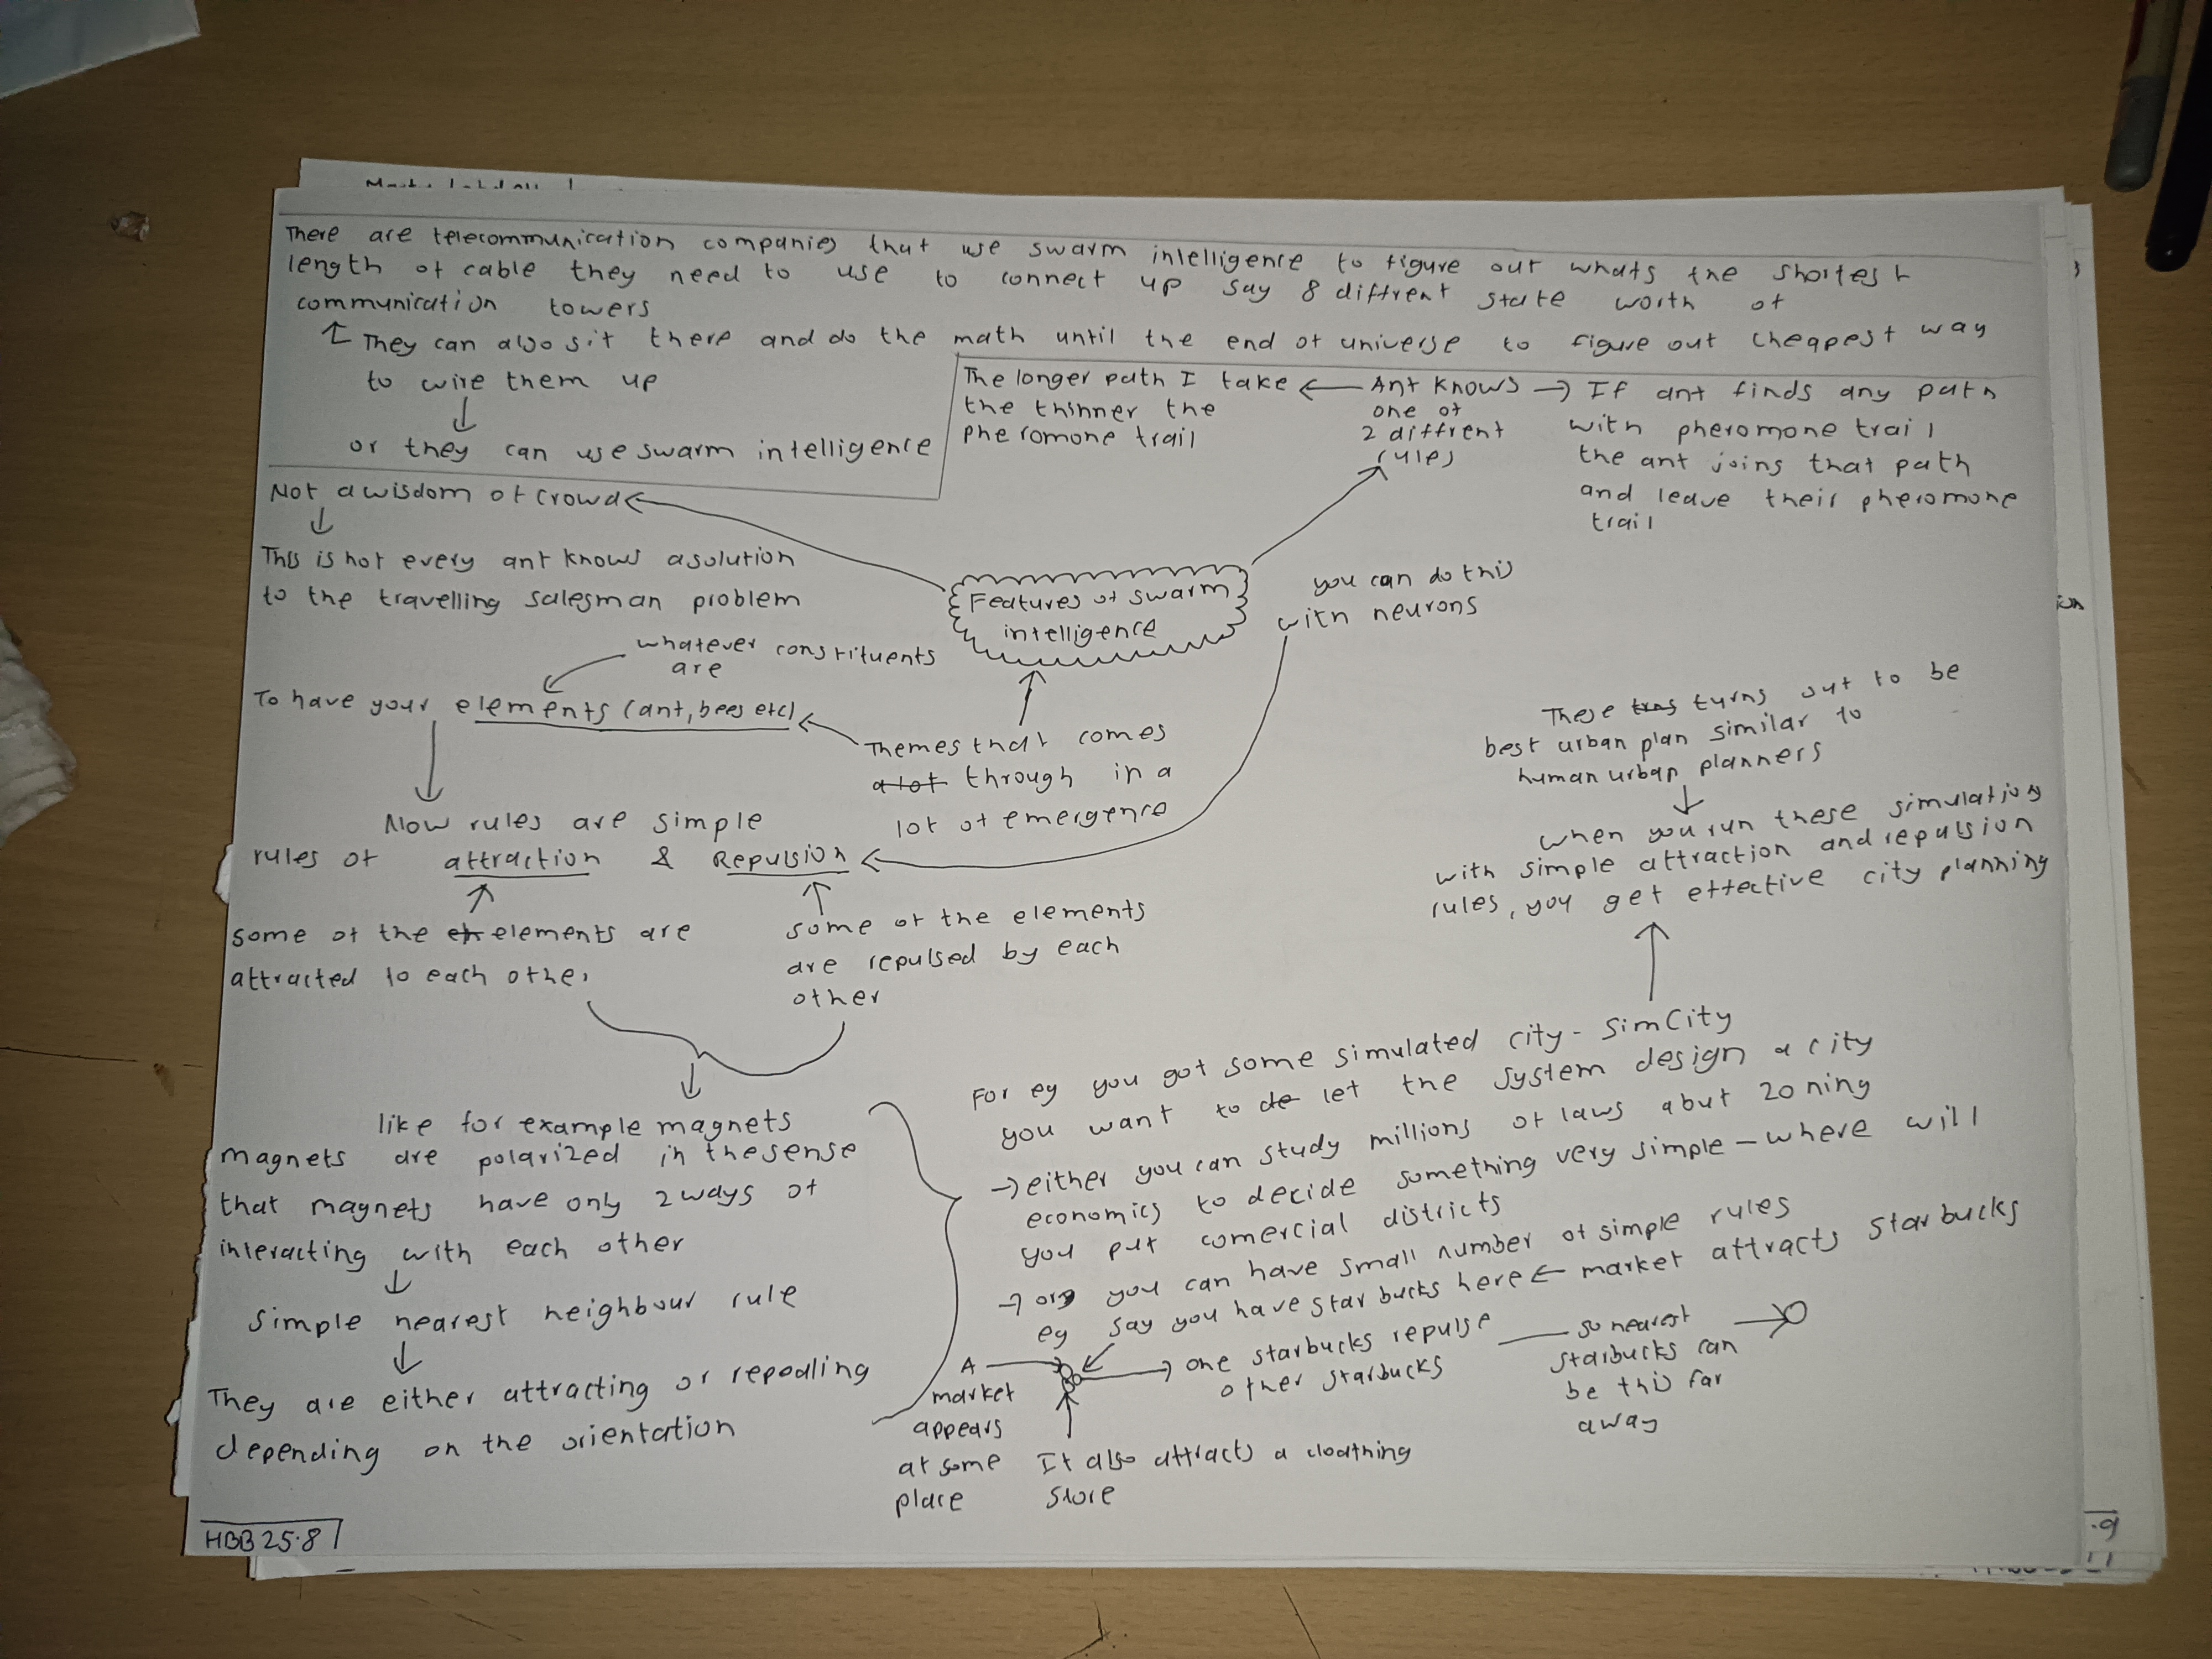 There are telecommunication companies that use swarm intelligence to figure out whats the shortest
length of cable they need to use to connect up say 8 diffrent state worth of
communication towers
They can also sit there and do the math until the end of universe to figure out cheapest way
to wire them up
or they can use swarm intelligence
The longer path I take
the thinner the
pheromone trail
Ant knows
one of
2 diffrent
rules
If ant finds any path
with pheromone trail
the ant joins that path
and leave their pheromone
trail
Not a wisdom of crowd
This is not every ant knows a solution
to the travelling salesman problem
Features of swarm
intelligence
you can do this
with neurons
whatever constituents
are
To have your elements (ant, bees etc)
Themes that comes
alot through in a
lot of emergence
Now rules are simple
rules of attraction & Repulsion
some of the elements are
attracted to each other
some of the elements
are repulsed by each
other
These turns out to be
best urban plan similar to
human urban planners
when you run these simulations
with simple attraction and repulsion
rules, you get effective city planning
like for example magnets
magnets are polarized in the sense
that magnets have only 2 ways of
interacting with each other
simple nearest neighbour rule
They are either attracting or repedling
depending on the orientation
For eg you got some simulated city - SimCity
you want to de let the system design a city
either you can study millions of laws abut zoning
economics to decide something very simple - where will
you put comercial districts
or you can have small number of simple rules
eg say you have starbucks here ← market attracts starbucks
A
market
appears
at some
place
one starbucks repulse
other starbucks
so nearest
starbucks can
be this far
away
It also attracts a cloathing
store
HBB 25.8